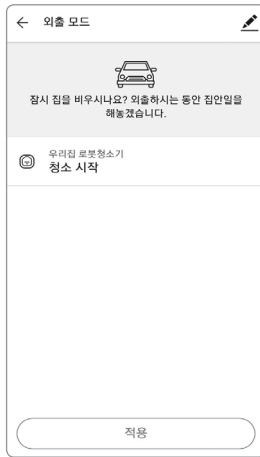 외출 모드
잠시 집을 비우시나요? 외출하시는 동안 집안일을
해놓겠습니다.
우리집 로봇청소기
청소 시작
적용